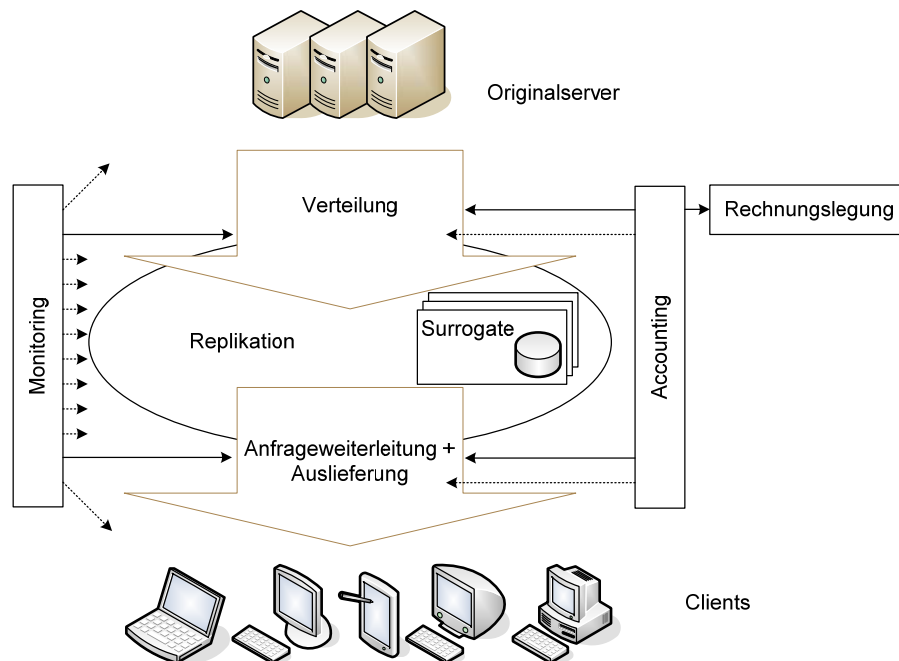 Originalserver
Verteilung
Rechnungslegung
Monitoring
Replikation
Surrogate
Accounting
Anfrageweiterleitung +
Auslieferung
Clients